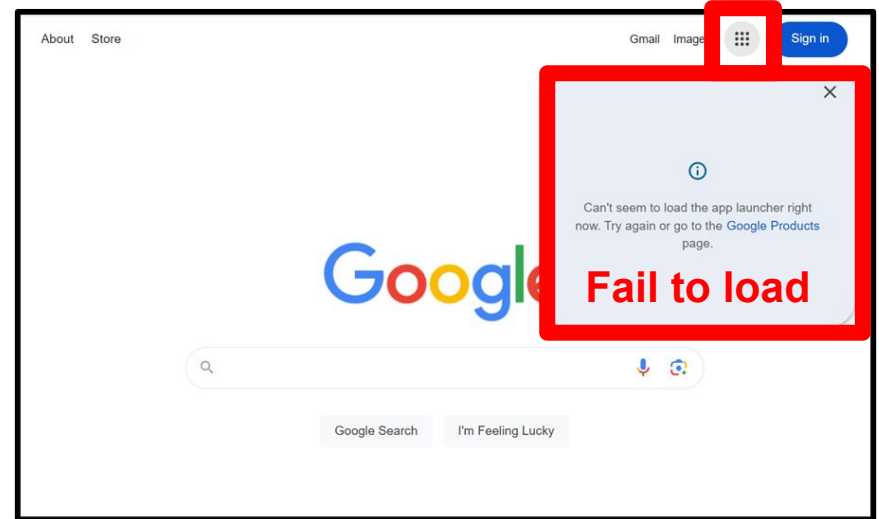 About Store
Gmail Image
Sign in
Can't seem to load the app launcher right
now. Try again or go to the Google Products
page.
Fail to load
Google
Google Search I'm Feeling Lucky